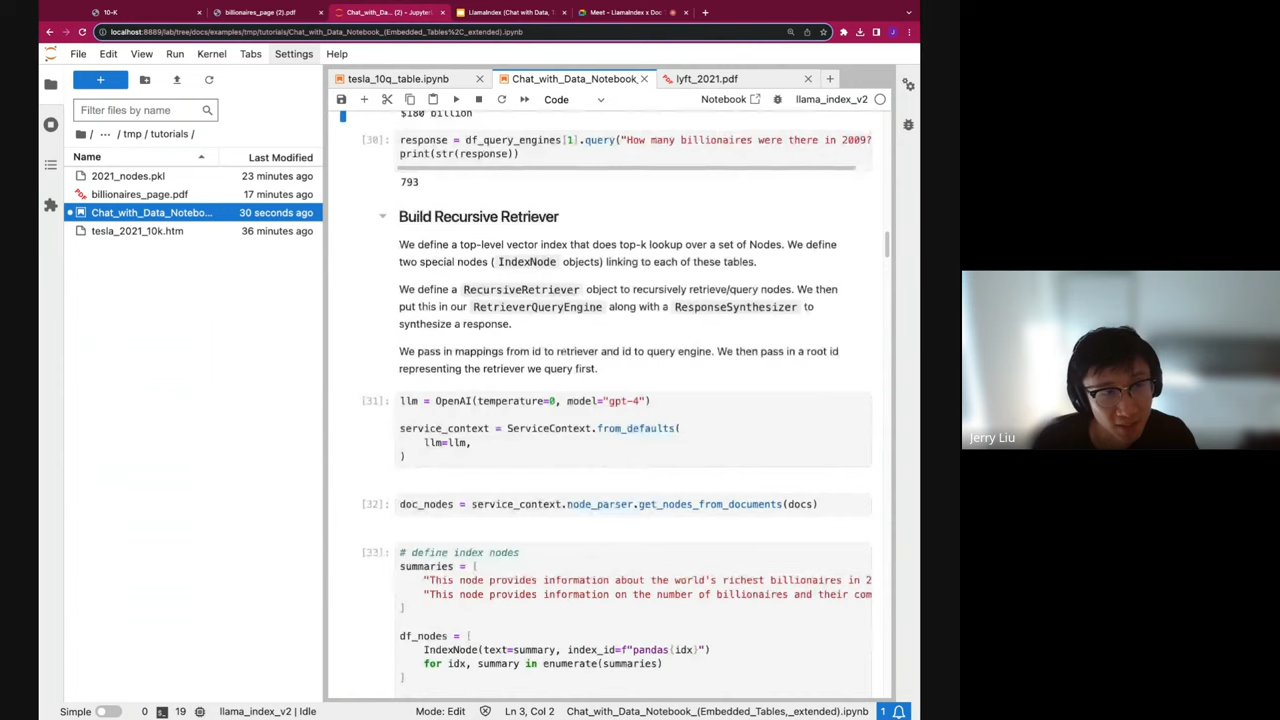 10-K
billionaires_page (2).pdf
Chat_with_Da... (2) - Jupyter
LlamaIndex (Chat with Data,
Meet – LlamaIndex x Doc
localhost:8889/lab/tree/docs/examples/tmp/tutorials/Chat_with_Data_Notebook_(Embedded_Tables%2C_extended).ipynb
File Edit View Run Kernel Tabs Settings Help
tesla_10q_table.ipynb
Chat_with_Data_Notebook_
lyft_2021.pdf
Code
Notebook
llama_index_v2
Filter files by name
/ ... / tmp / tutorials /
Name Last Modified
2021_nodes.pkl 23 minutes ago
billionaires_page.pdf 17 minutes ago
Chat_with_Data_Notebo... 30 seconds ago
tesla_2021_10k.htm 36 minutes ago
$180 billion
[30]: response = df_query_engines[1].query("How many billionaires were there in 2009?
print(str(response))
793
Build Recursive Retriever
We define a top-level vector index that does top-k lookup over a set of Nodes. We define
two special nodes ( IndexNode objects) linking to each of these tables.
We define a RecursiveRetriever object to recursively retrieve/query nodes. We then
put this in our RetrieverQueryEngine along with a ResponseSynthesizer to
synthesize a response.
We pass in mappings from id to retriever and id to query engine. We then pass in a root id
representing the retriever we query first.
[31]: llm = OpenAI(temperature=0, model="gpt-4")
service_context = ServiceContext.from_defaults(
llm=llm,
)
[32]: doc_nodes = service_context.node_parser.get_nodes_from_documents(docs)
[33]: # define index nodes
summaries = [
"This node provides information about the world's richest billionaires in 2
"This node provides information on the number of billionaires and their com
]
df_nodes = [
IndexNode(text=summary, index_id=f"pandas{idx}")
for idx, summary in enumerate(summaries)
]
Jerry Liu
Simple 0 19 llama_index_v2 | Idle Mode: Edit Ln 3, Col 2 Chat_with_Data_Notebook_(Embedded_Tables,_extended).ipynb 1